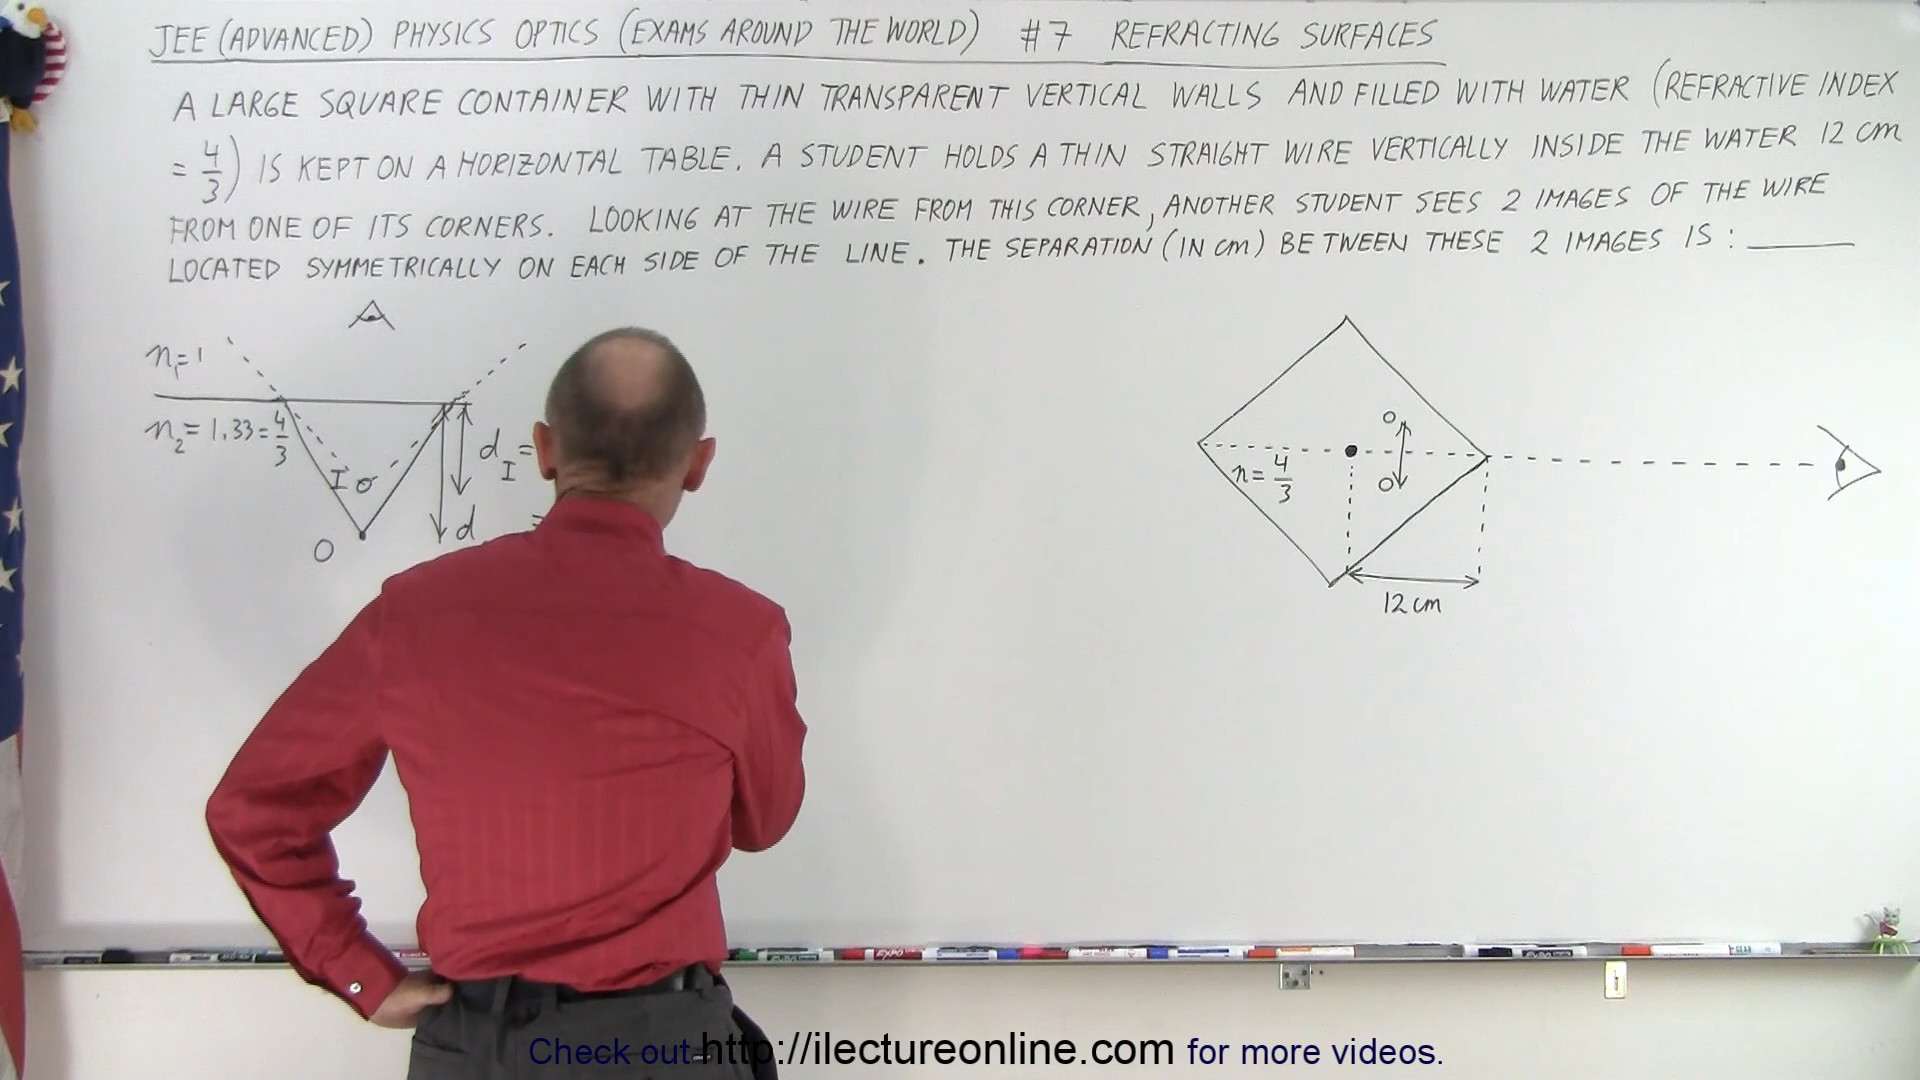 JEE (ADVANCED) PHYSICS OPTICS (EXAMS AROUND THE WORLD) #7 REFRACTING SURFACES
A LARGE SQUARE CONTAINER WITH THIN TRANSPARENT VERTICAL WALLS AND FILLED WITH WATER (REFRACTIVE INDEX
= 4/3) IS KEPT ON A HORIZONTAL TABLE. A STUDENT HOLDS A THIN STRAIGHT WIRE VERTICALLY INSIDE THE WATER 12 cm
FROM ONE OF ITS CORNERS. LOOKING AT THE WIRE FROM THIS CORNER, ANOTHER STUDENT SEES 2 IMAGES OF THE WIRE
LOCATED SYMMETRICALLY ON EACH SIDE OF THE LINE. THE SEPARATION (IN cm) BETWEEN THESE 2 IMAGES IS : ______
n₁=1
n₂ = 1.33 = 4/3
I
O
d_I =
d
=
O
O
n = 4/3
12 cm
EXPO
Check out http://ilectureonline.com for more videos.